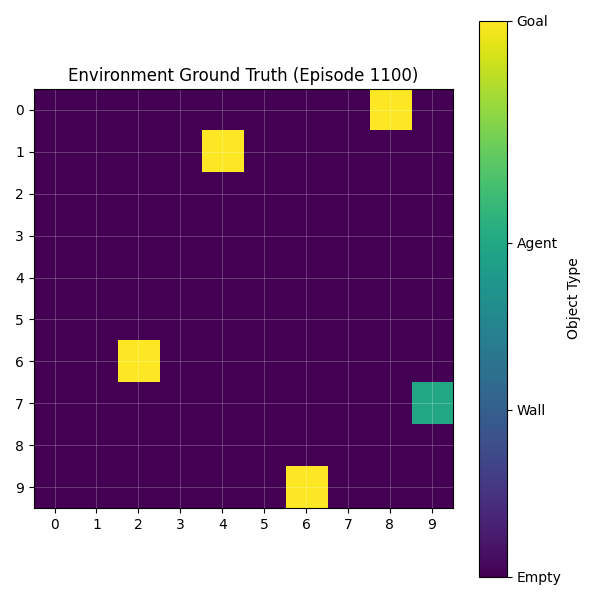 Environment Ground Truth (Episode 1100)
0
1
2
3
4
5
6
7
8
9
0 1 2 3 4 5 6 7 8 9
Goal
Agent
Wall
Empty
Object Type